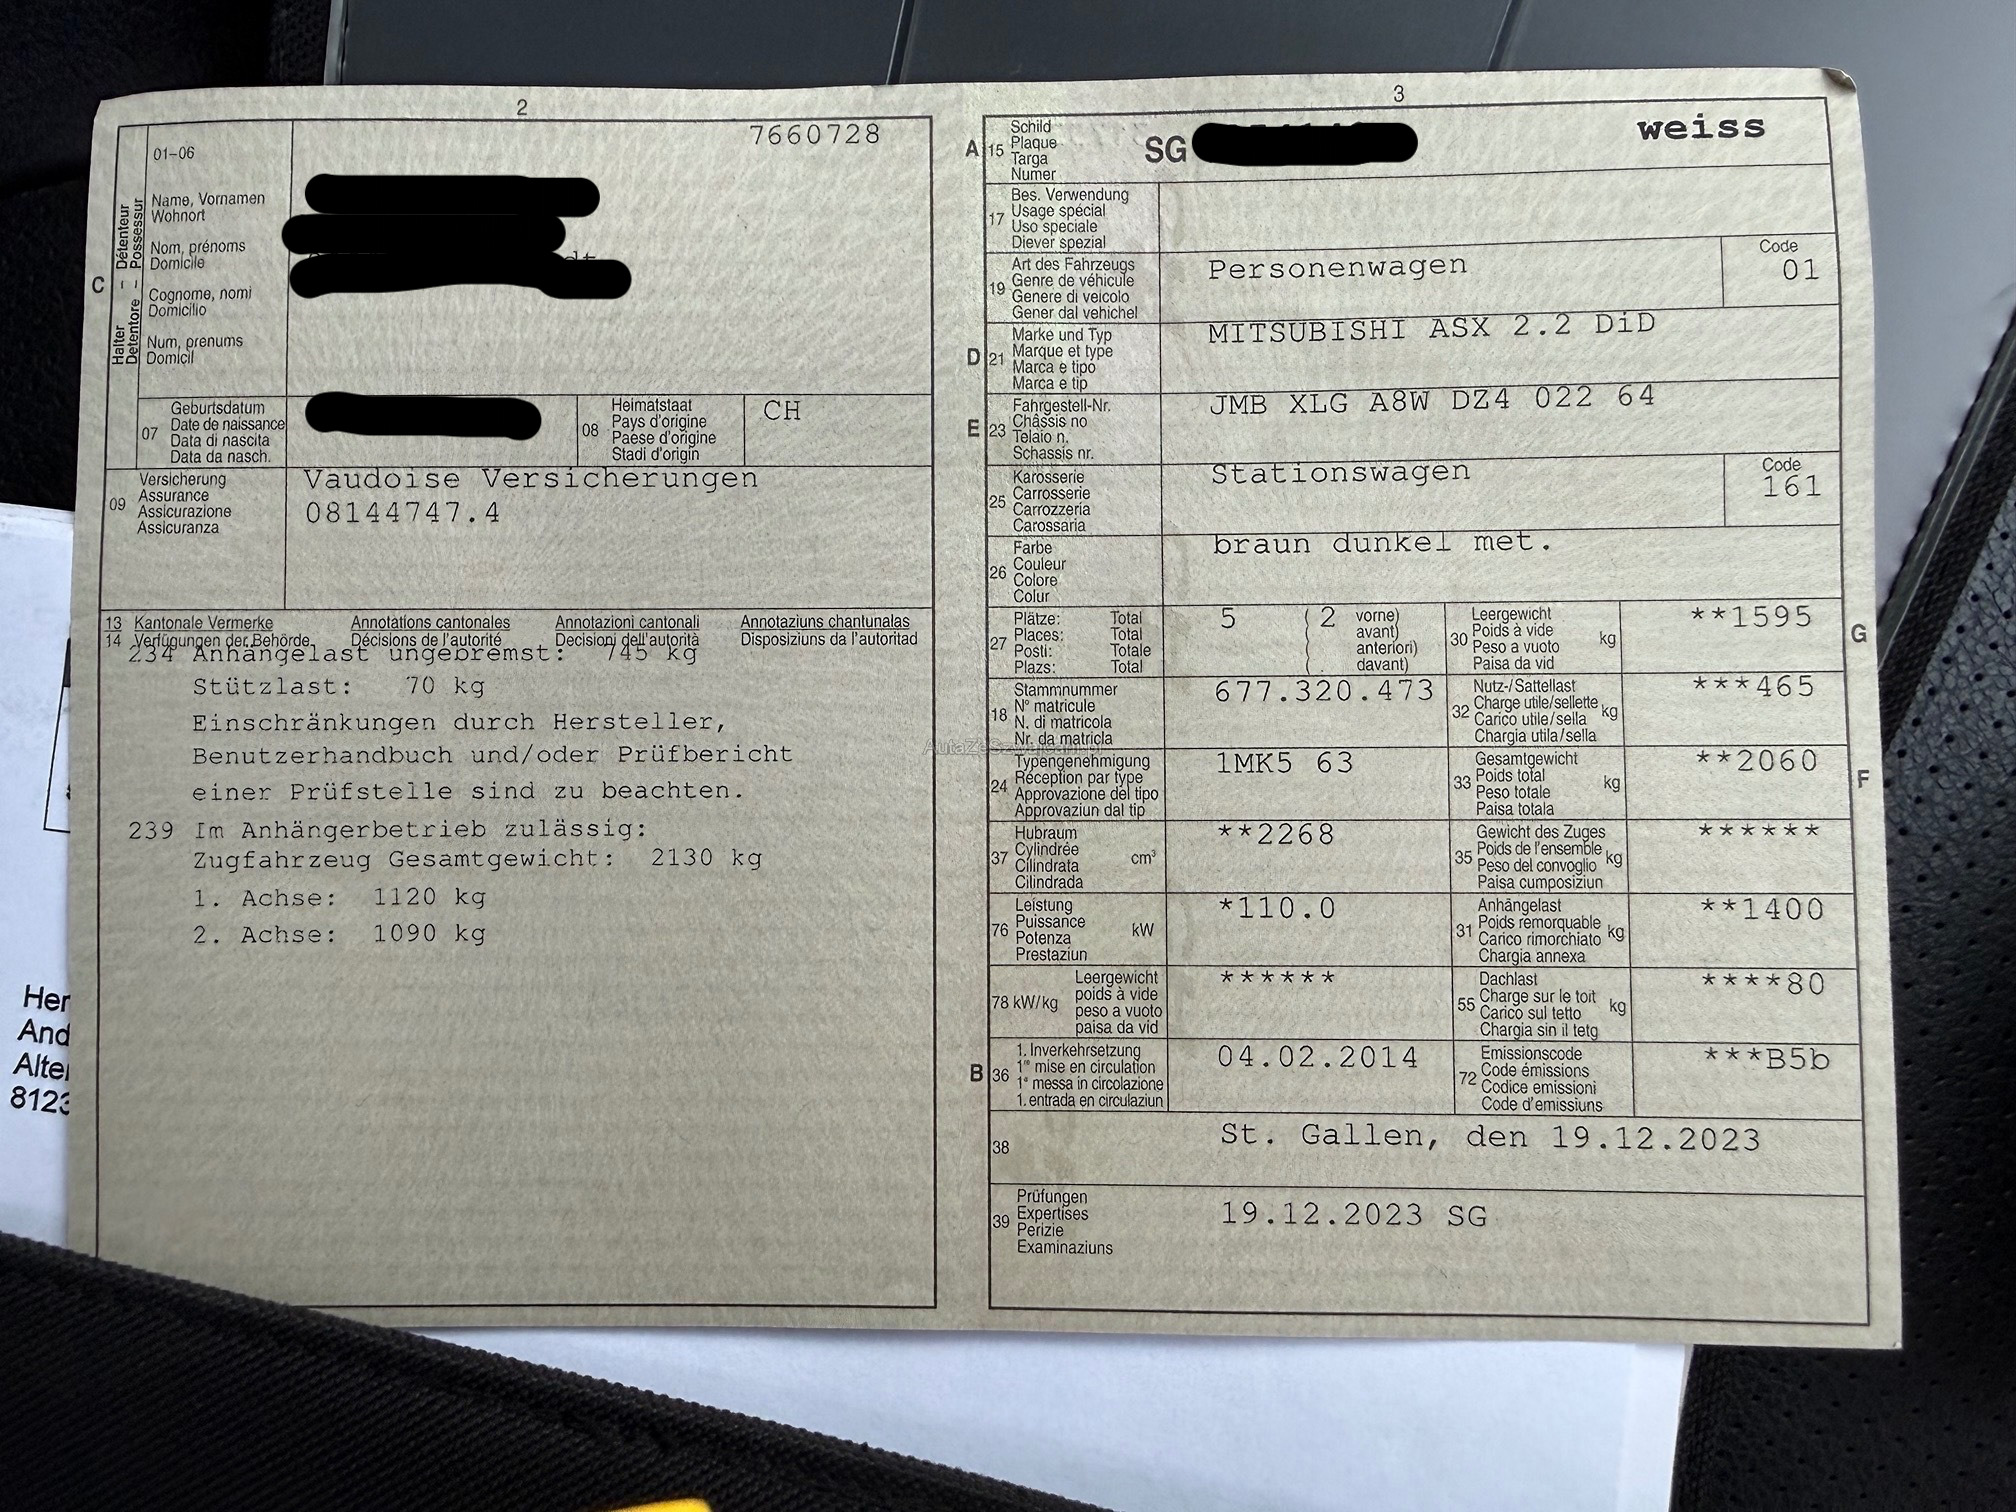 2
7660728
01-06
Name, Vornamen
Wohnort
Nom, prénoms
Domicile
Cognome, nomi
Domicilio
Num, prenums
Domicil
C
Halter – Détenteur
Detentore – Possessur
07
Geburtsdatum
Date de naissance
Data di nascita
Data da nasch.
08
Heimatstaat
Pays d'origine
Paese d'origine
Stadi d'origin
CH
09
Versicherung
Assurance
Assicurazione
Assicuranza
Vaudoise Versicherungen
08144747.4
13 Kantonale Vermerke Annotations cantonales Annotazioni cantonali Annotaziuns chantunalas
14 Verfügungen der Behörde Décisions de l'autorité Decisioni dell'autorità Disposiziuns da l'autoritad
234 Anhängelast ungebremst: 745 kg
Stützlast: 70 kg
Einschränkungen durch Hersteller,
Benutzerhandbuch und/oder Prüfbericht
einer Prüfstelle sind zu beachten.
239 Im Anhängerbetrieb zulässig:
Zugfahrzeug Gesamtgewicht: 2130 kg
1. Achse: 1120 kg
2. Achse: 1090 kg
3
A
15
Schild
Plaque
Targa
Numer
SG
weiss
17
Bes. Verwendung
Usage spécial
Uso speciale
Diever spezial
19
Art des Fahrzeugs
Genre de véhicule
Genere di veicolo
Gener dal vehichel
Personenwagen
Code
01
D
21
Marke und Typ
Marque et type
Marca e tipo
Marca e tip
MITSUBISHI ASX 2.2 DiD
E
23
Fahrgestell-Nr.
Châssis no
Telaio n.
Schassis nr.
JMB XLG A8W DZ4 022 64
25
Karosserie
Carrosserie
Carrozzeria
Carossaria
Stationswagen
Code
161
26
Farbe
Couleur
Colore
Colur
braun dunkel met.
27
Plätze: Total
Places: Total
Posti: Totale
Plazs: Total
5 ( 2 vorne)
avant)
( anteriori)
( davant)
30
Leergewicht
Poids à vide
Peso a vuoto
Paisa da vid
kg
**1595
G
18
Stammnummer
N° matricule
N. di matricola
Nr. da matricla
677.320.473
32
Nutz-/Sattellast
Charge utile/sellette
Carico utile/sella
Chargia utila/sella
kg
***465
24
Typengenehmigung
Réception par type
Approvazione del tipo
Approvaziun dal tip
1MK5 63
33
Gesamtgewicht
Poids total
Peso totale
Paisa totala
kg
**2060
F
37
Hubraum
Cylindrée
Cilindrata
Cilindrada
cm³
**2268
35
Gewicht des Zuges
Poids de l'ensemble
Peso del convoglio
Paisa cumposiziun
kg
******
76
Leistung
Puissance
Potenza
Prestaziun
kW
*110.0
31
Anhängelast
Poids remorquable
Carico rimorchiato
Chargia annexa
kg
**1400
78 kW/kg
Leergewicht
poids à vide
peso a vuoto
paisa da vid
******
55
Dachlast
Charge sur le toit
Carico sul tetto
Chargia sin il tetg
kg
****80
B
36
1. Inverkehrsetzung
1re mise en circulation
1a messa in circolazione
1. entrada en circulaziun
04.02.2014
72
Emissionscode
Code émissions
Codice emissioni
Code d'emissiuns
***B5b
38
St. Gallen, den 19.12.2023
39
Prüfungen
Expertises
Perizie
Examinaziuns
19.12.2023 SG
Her
And
Alte
812